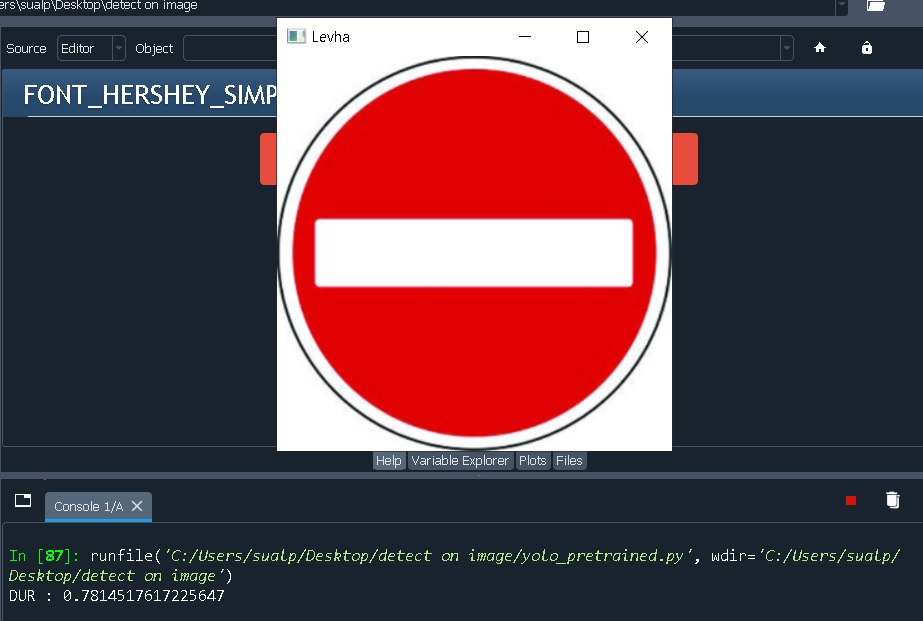 ers\sualp\Desktop\detect on image
Levha
Source Editor Object
FONT_HERSHEY_SIMP
Help Variable Explorer Plots Files
Console 1/A
In [87]: runfile('C:/Users/sualp/Desktop/detect on image/yolo_pretrained.py', wdir='C:/Users/sualp/
Desktop/detect on image')
DUR : 0.7814517617225647